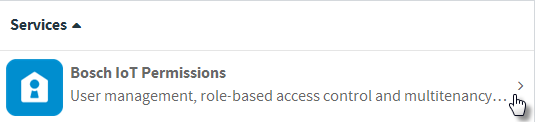 Services
Bosch IoT Permissions
User management, role-based access control and multitenancy...